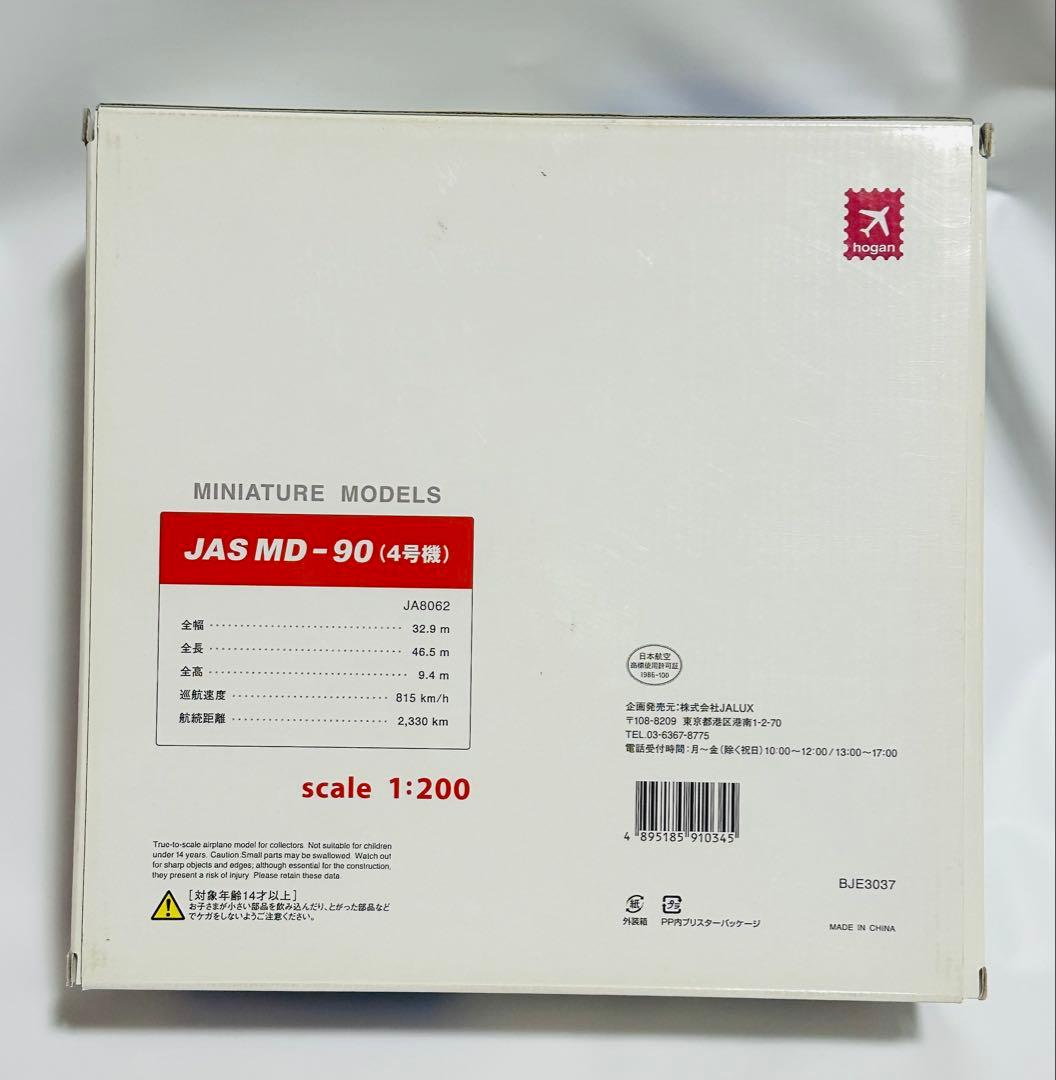 hogan
MINIATURE MODELS
JAS MD-90 (4号機)
JA8062
全幅 32.9 m
全長 46.5 m
全高 9.4 m
巡航速度 815 km/h
航続距離 2,330 km
scale 1:200
True-to-scale airplane model for collectors. Not suitable for children
under 14 years. Caution:Small parts may be swallowed. Watch out
for sharp objects and edges; although essential for the construction,
they present a risk of injury. Please retain these data.
[対象年齢14才以上]
お子さまが小さい部品を飲み込んだり、とがった部品など
でケガをしないようご注意ください。
日本航空
商標使用許可証
1986-100
企画発売元:株式会社JALUX
〒108-8209 東京都港区港南1-2-70
TEL.03-6367-8775
電話受付時間:月〜金(除く祝日)10:00〜12:00/13:00〜17:00
4 895185 910345
BJE3037
紙
外装箱
プラ
PP内ブリスターパッケージ
MADE IN CHINA